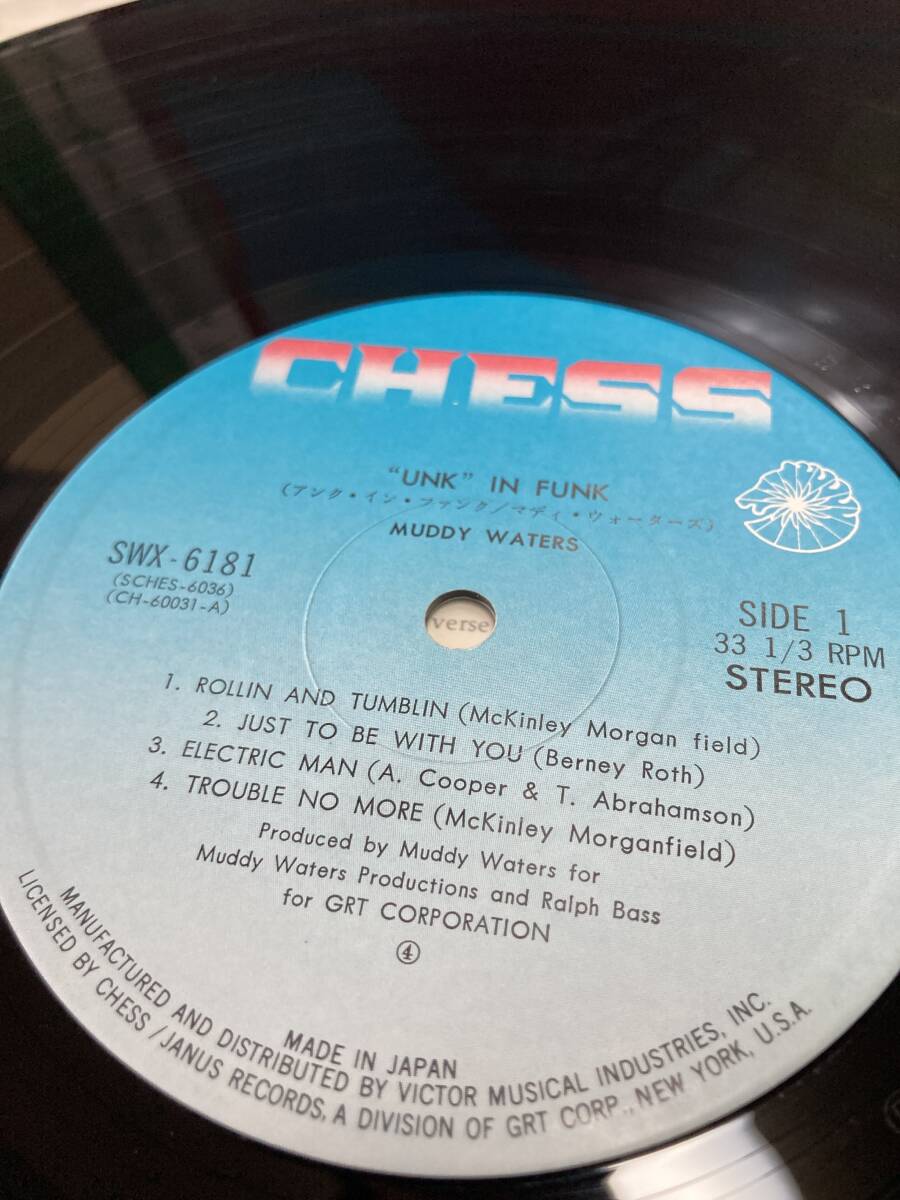 CHESS
"UNK" IN FUNK
(アンク・イン・ファンク/マディ・ウォーターズ)
MUDDY WATERS
SWX-6181
(SCHES-6036)
(CH-60031-A)
verse
SIDE 1
33 1/3 RPM
STEREO
1. ROLLIN AND TUMBLIN (McKinley Morgan field)
2. JUST TO BE WITH YOU (Berney Roth)
3. ELECTRIC MAN (A. Cooper & T. Abrahamson)
4. TROUBLE NO MORE (McKinley Morganfield)
Produced by Muddy Waters for
Muddy Waters Productions and Ralph Bass
for GRT CORPORATION
④
MADE IN JAPAN
MANUFACTURED AND DISTRIBUTED BY VICTOR MUSICAL INDUSTRIES, INC.
LICENSED BY CHESS/JANUS RECORDS, A DIVISION OF GRT CORP., NEW YORK, U.S.A.